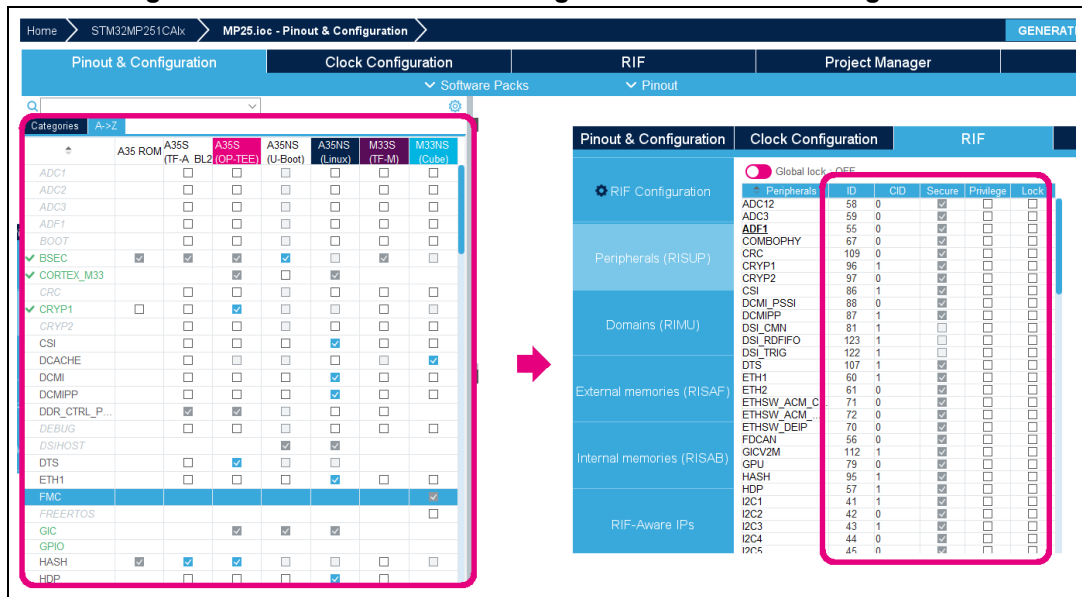 Home STM32MP251CAIx MP25.ioc - Pinout & Configuration GENERATE
Pinout & Configuration Clock Configuration RIF Project Manager
Software Packs Pinout
Categories A->Z
A35 ROM A35S (TF-A BL2 A35S (OP-TEE) A35NS (U-Boot) A35NS (Linux) M33S (TF-M) M33NS (Cube)
ADC1
ADC2
ADC3
ADF1
BOOT
BSEC
CORTEX_M33
CRC
CRYP1
CRYP2
CSI
DCACHE
DCMI
DCMIPP
DDR_CTRL_P...
DEBUG
DSIHOST
DTS
ETH1
FMC
FREERTOS
GIC
GPIO
HASH
HDP
Pinout & Configuration Clock Configuration RIF
RIF Configuration
Peripherals (RISUP)
Domains (RIMU)
External memories (RISAF)
Internal memories (RISAB)
RIF-Aware IPs
Global lock : OFF
Peripherals ID CID Secure Privilege Lock
ADC12 58 0
ADC3 59 0
ADF1 55 0
COMBOPHY 67 0
CRC 109 0
CRYP1 96 1
CRYP2 97 0
CSI 86 1
DCMI_PSSI 88 0
DCMIPP 87 1
DSI_CMN 81 1
DSI_RDFIFO 123 1
DSI_TRIG 122 1
DTS 107 1
ETH1 60 1
ETH2 61 0
ETHSW_ACM_C... 71 0
ETHSW_ACM_... 72 0
ETHSW_DEIP 70 0
FDCAN 56 0
GICV2M 112 1
GPU 79 0
HASH 95 1
HDP 57 1
I2C1 41 1
I2C2 42 0
I2C3 43 1
I2C4 44 0
I2C5 45 0